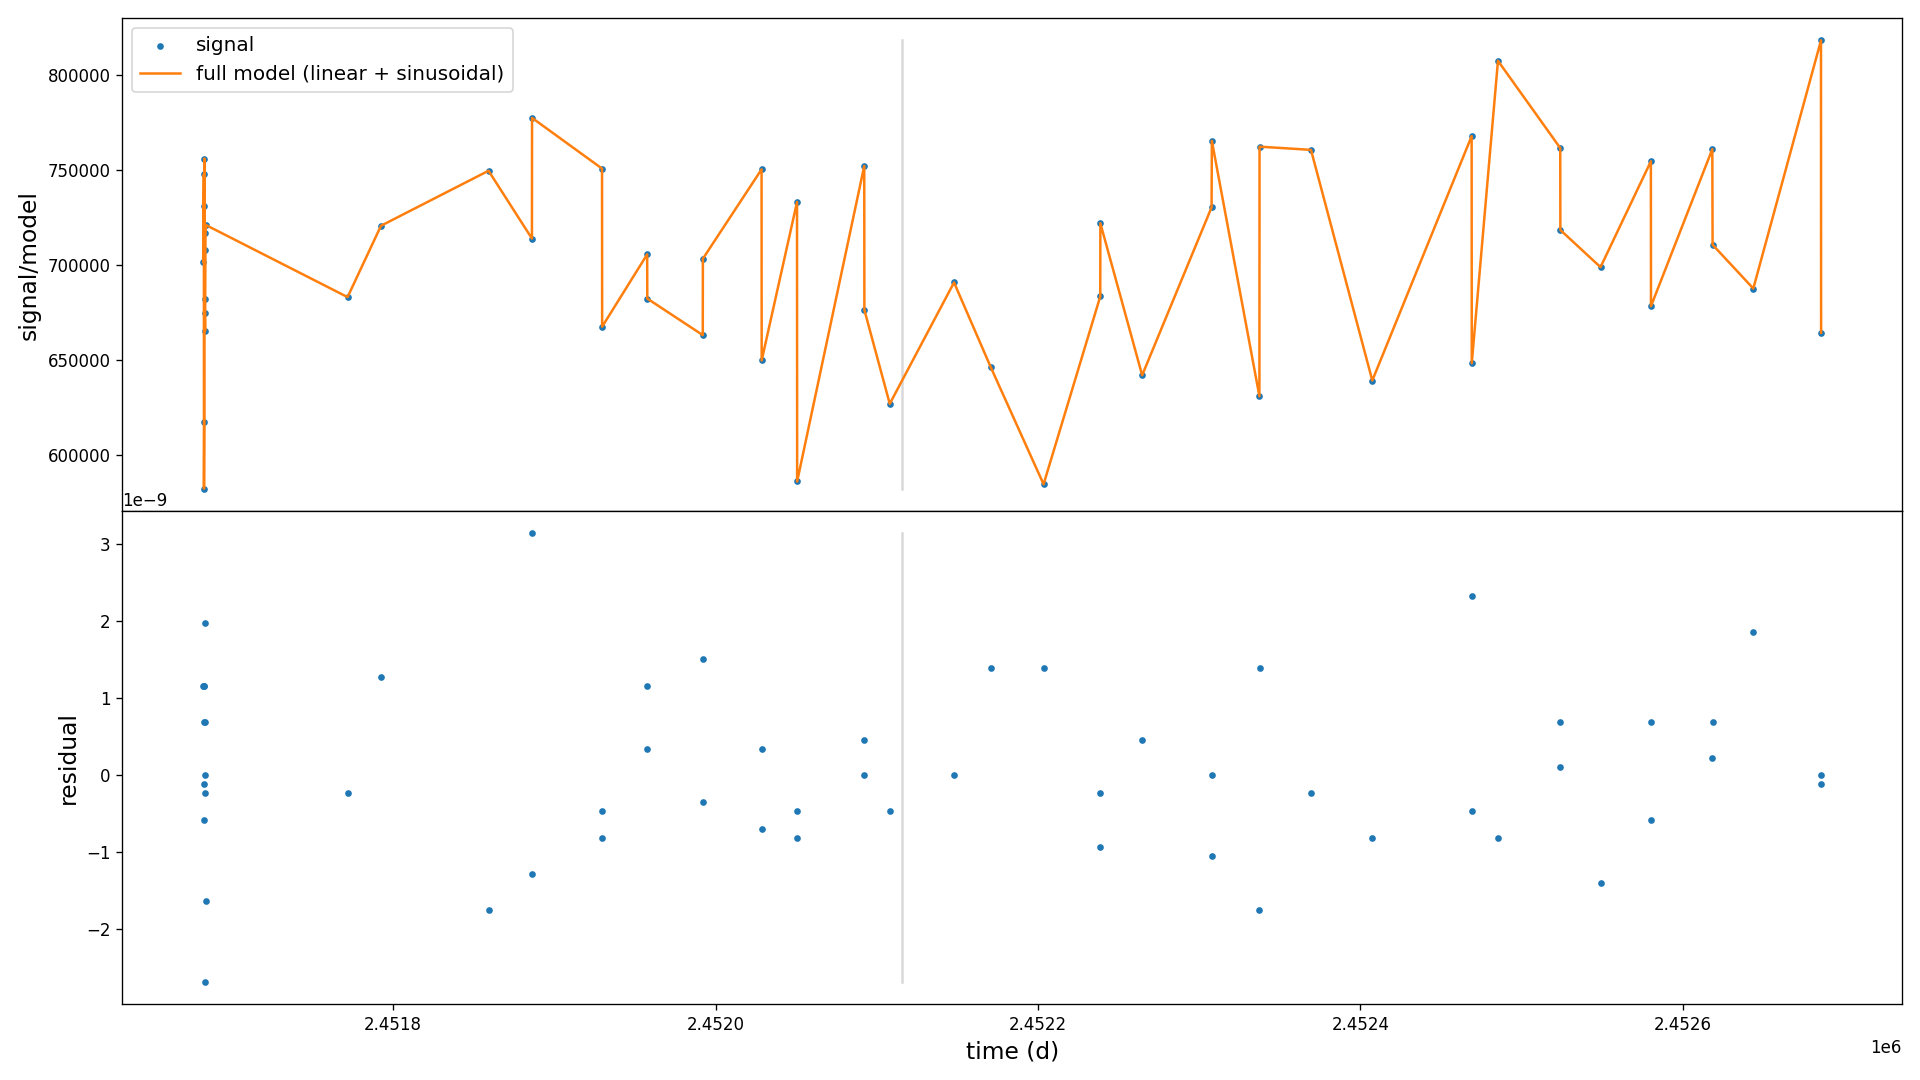 signal
full model (linear + sinusoidal)
signal/model
800000
750000
700000
650000
600000
1e−9
residual
3
2
1
0
−1
−2
2.4518
2.4520
2.4522
2.4524
2.4526
1e6
time (d)